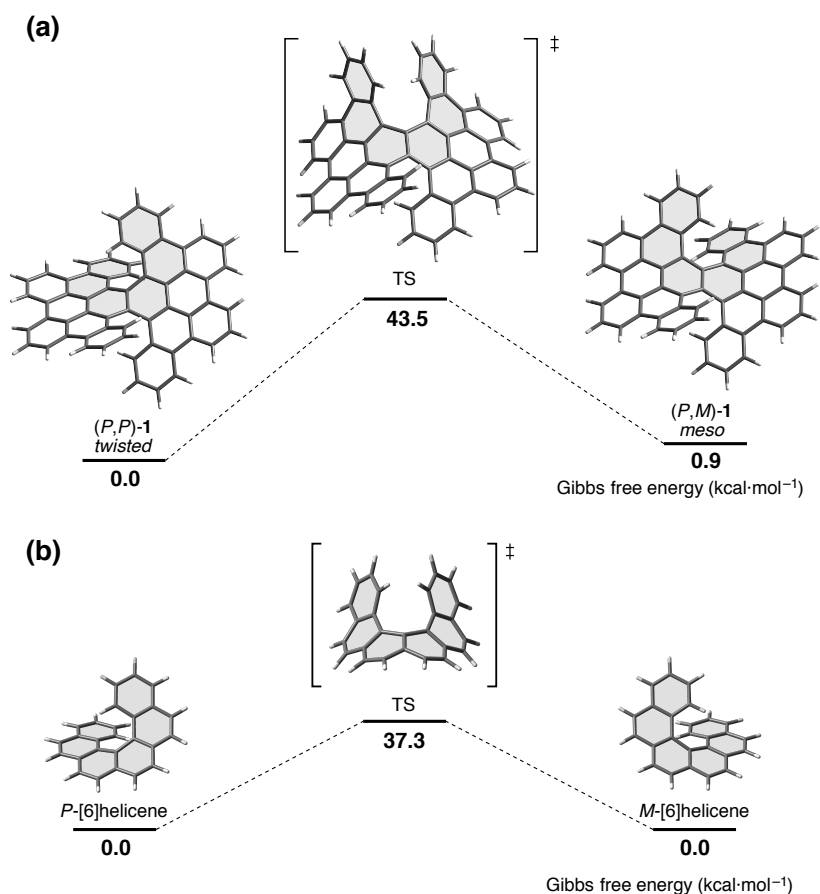 (a)
‡
TS
43.5
(P,P)-1
twisted
0.0
(P,M)-1
meso
0.9
Gibbs free energy (kcal·mol⁻¹)
(b)
‡
TS
37.3
P-[6]helicene
0.0
M-[6]helicene
0.0
Gibbs free energy (kcal·mol⁻¹)